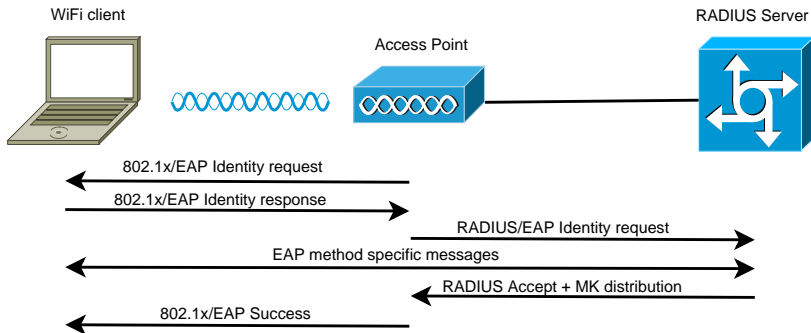 WiFi client
RADIUS Server
Access Point
802.1x/EAP Identity request
802.1x/EAP Identity response
RADIUS/EAP Identity request
EAP method specific messages
RADIUS Accept + MK distribution
802.1x/EAP Success